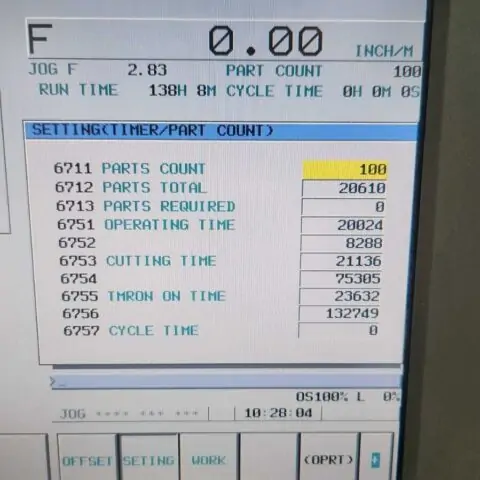 F 0.00 INCH/M
JOG F 2.83 PART COUNT 100
RUN TIME 138H 8M CYCLE TIME 0H 0M 0S
SETTING(TIMER/PART COUNT)
6711 PARTS COUNT 100
6712 PARTS TOTAL 20610
6713 PARTS REQUIRED 0
6751 OPERATING TIME 20024
6752 8288
6753 CUTTING TIME 21136
6754 75305
6755 TMRON ON TIME 23632
6756 132749
6757 CYCLE TIME 0
>_
OS100% L 0%
JOG **** *** *** 10:28:04
OFFSET SETING WORK (OPRT) +